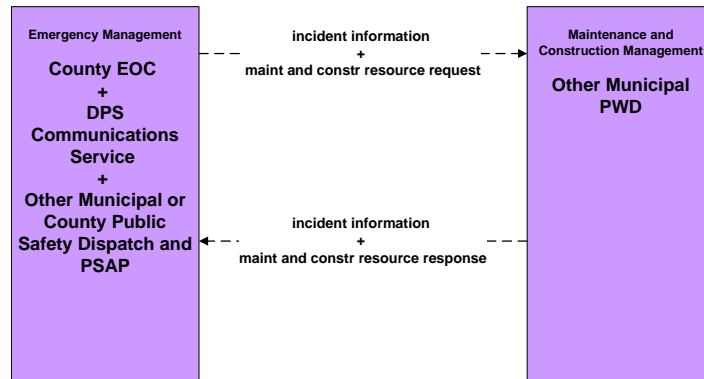 Emergency Management
County EOC
+
DPS
Communications
Service
+
Other Municipal or
County Public
Safety Dispatch and
PSAP
incident information
+
maint and constr resource request
incident information
+
maint and constr resource response
Maintenance and
Construction Management
Other Municipal
PWD